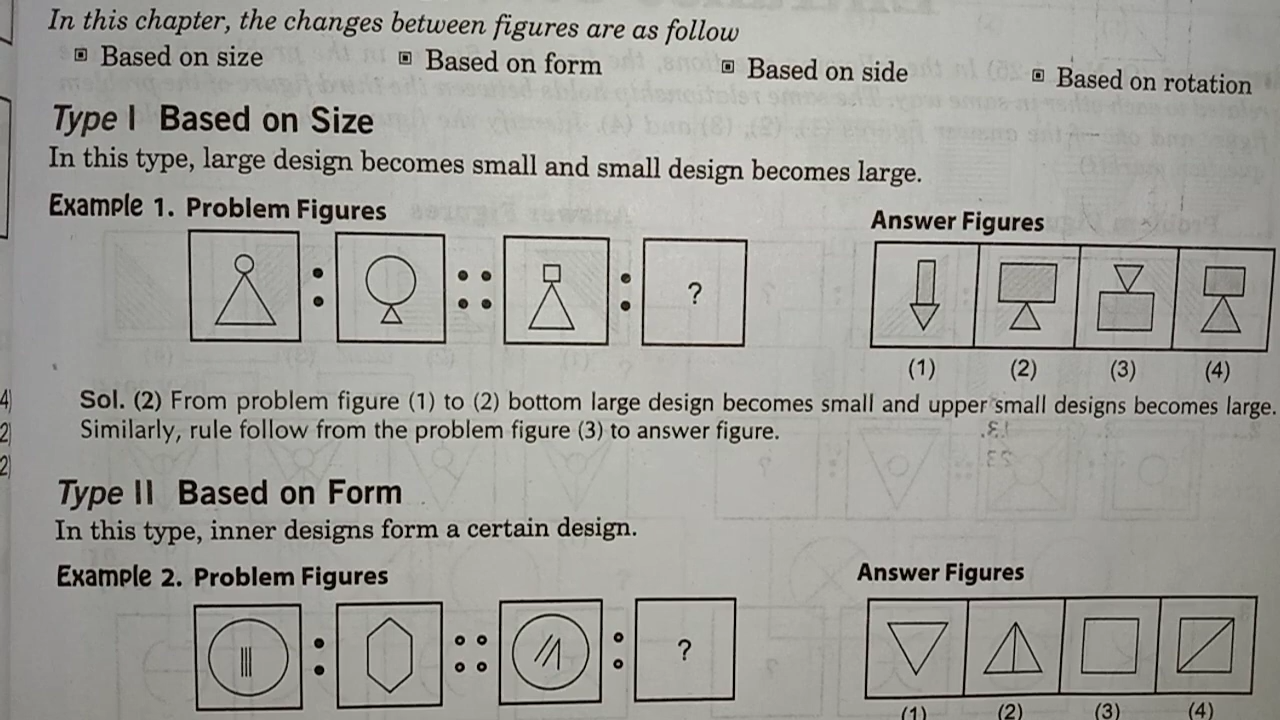 In this chapter, the changes between figures are as follow
Based on size Based on form Based on side Based on rotation
Type I Based on Size
In this type, large design becomes small and small design becomes large.
Example 1. Problem Figures Answer Figures
?
(1) (2) (3) (4)
Sol. (2) From problem figure (1) to (2) bottom large design becomes small and upper small designs becomes large.
Similarly, rule follow from the problem figure (3) to answer figure.
Type II Based on Form
In this type, inner designs form a certain design.
Example 2. Problem Figures Answer Figures
?
(1) (2) (3) (4)
4)
2)
2)